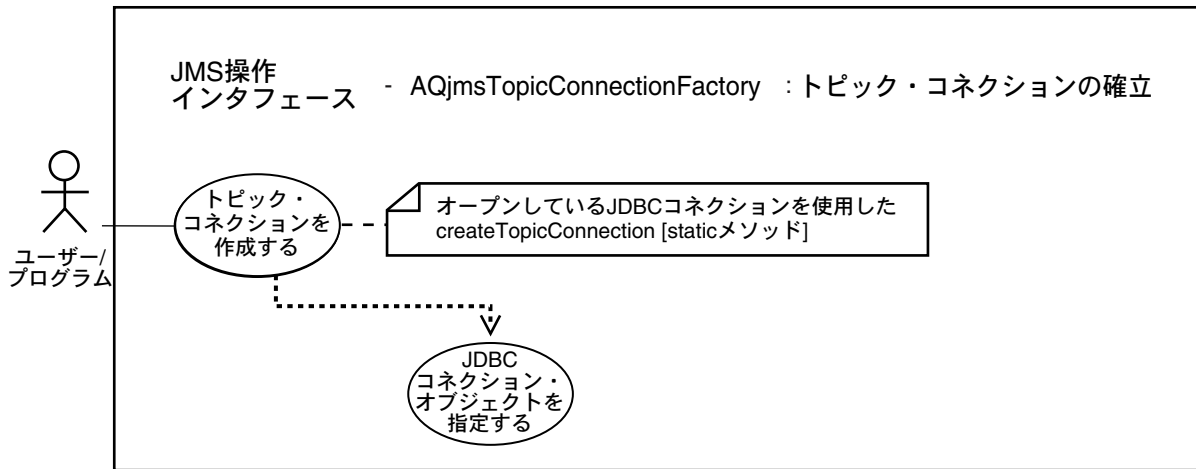 JMS操作
インタフェース - AQjmsTopicConnectionFactory : トピック・コネクションの確立
トピック・
コネクションを
作成する
オープンしているJDBCコネクションを使用した
createTopicConnection [staticメソッド]
ユーザー/
プログラム
JDBC
コネクション・
オブジェクトを
指定する